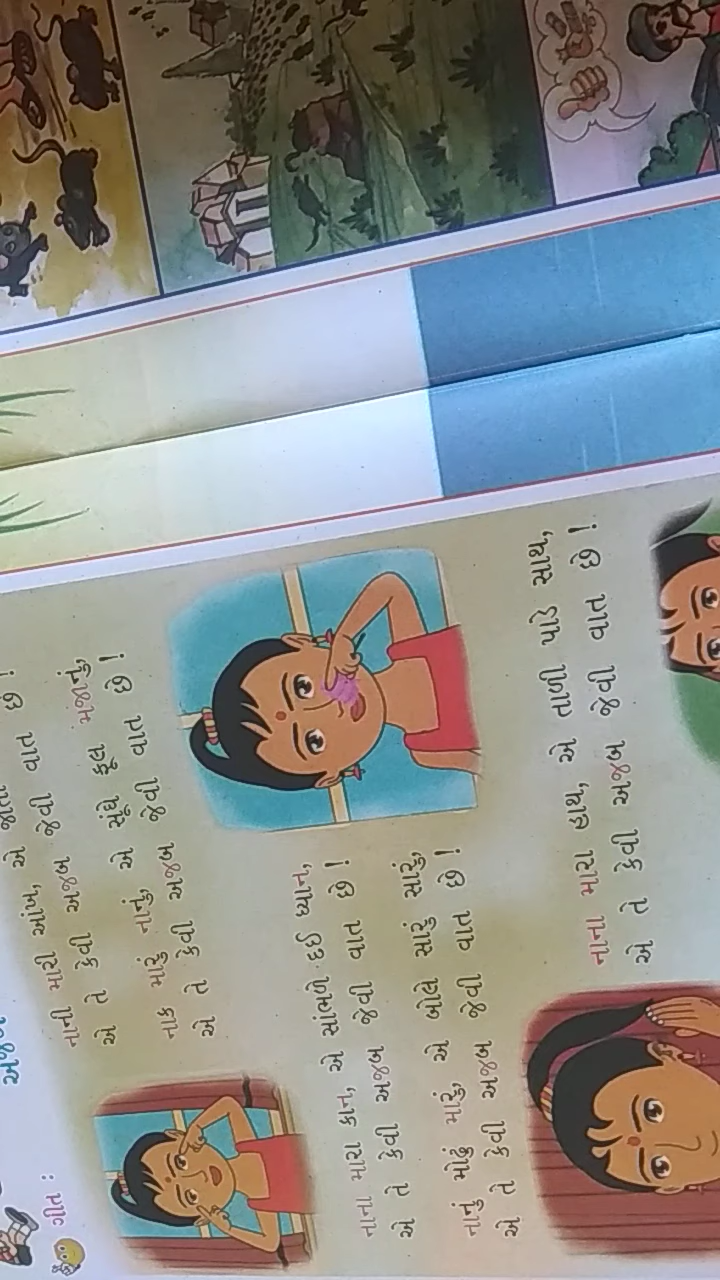 ગીત :
નાની મારી આંખ, એ જોતી
એ તે કેવી અજબ જેવી વાત છે !
નાક મારું નાનું, એ સૂંઘે ફૂલ મજાનું,
એ તે કેવી અજબ જેવી વાત છે !
નાના મારા કાન, એ સાંભળે દઈ ધ્યાન,
એ તે કેવી અજબ જેવી વાત છે !
નાનું મોઢું મારું, એ બોલે સારું સારું,
એ તે કેવી અજબ જેવી વાત છે !
નાના મારા હાથ, એ તાળી પાડે સાથ,
એ તે કેવી અજબ જેવી વાત છે !